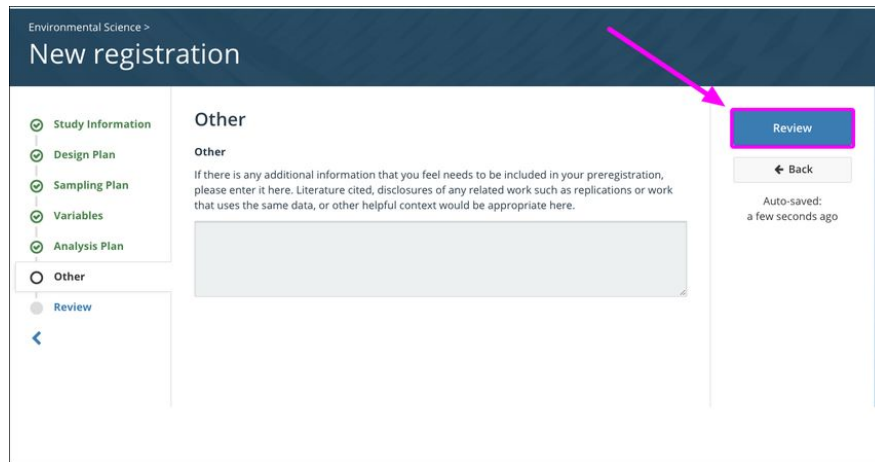 Environmental Science >
New registration
Study Information
Design Plan
Sampling Plan
Variables
Analysis Plan
Other
Review
Other
Other
If there is any additional information that you feel needs to be included in your preregistration,
please enter it here. Literature cited, disclosures of any related work such as replications or work
that uses the same data, or other helpful context would be appropriate here.
Review
Back
Auto-saved:
a few seconds ago